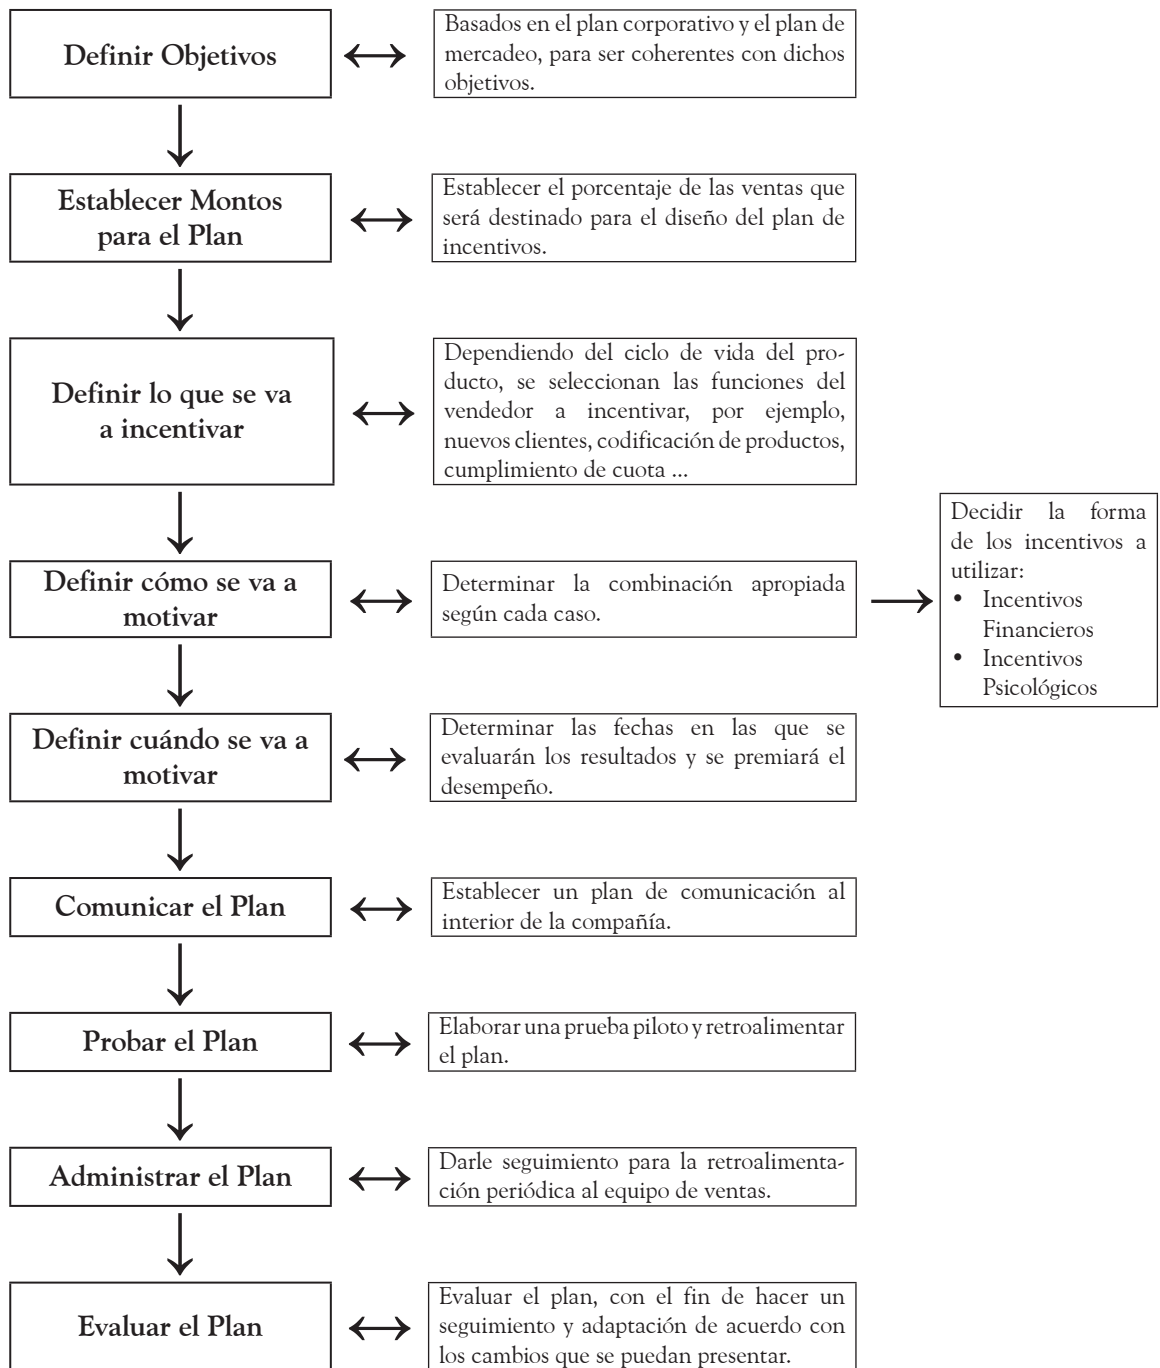 Definir Objetivos
Basados en el plan corporativo y el plan de
mercadeo, para ser coherentes con dichos
objetivos.
Establecer Montos
para el Plan
Establecer el porcentaje de las ventas que
será destinado para el diseño del plan de
incentivos.
Definir lo que se va
a incentivar
Dependiendo del ciclo de vida del pro-
ducto, se seleccionan las funciones del
vendedor a incentivar, por ejemplo,
nuevos clientes, codificación de productos,
cumplimiento de cuota ...
Definir cómo se va a
motivar
Determinar la combinación apropiada
según cada caso.
Decidir la forma
de los incentivos a
utilizar:
• Incentivos
Financieros
• Incentivos
Psicológicos
Definir cuándo se va a
motivar
Determinar las fechas en las que se
evaluarán los resultados y se premiará el
desempeño.
Comunicar el Plan
Establecer un plan de comunicación al
interior de la compañía.
Probar el Plan
Elaborar una prueba piloto y retroalimentar
el plan.
Administrar el Plan
Darle seguimiento para la retroalimenta-
ción periódica al equipo de ventas.
Evaluar el Plan
Evaluar el plan, con el fin de hacer un
seguimiento y adaptación de acuerdo con
los cambios que se puedan presentar.